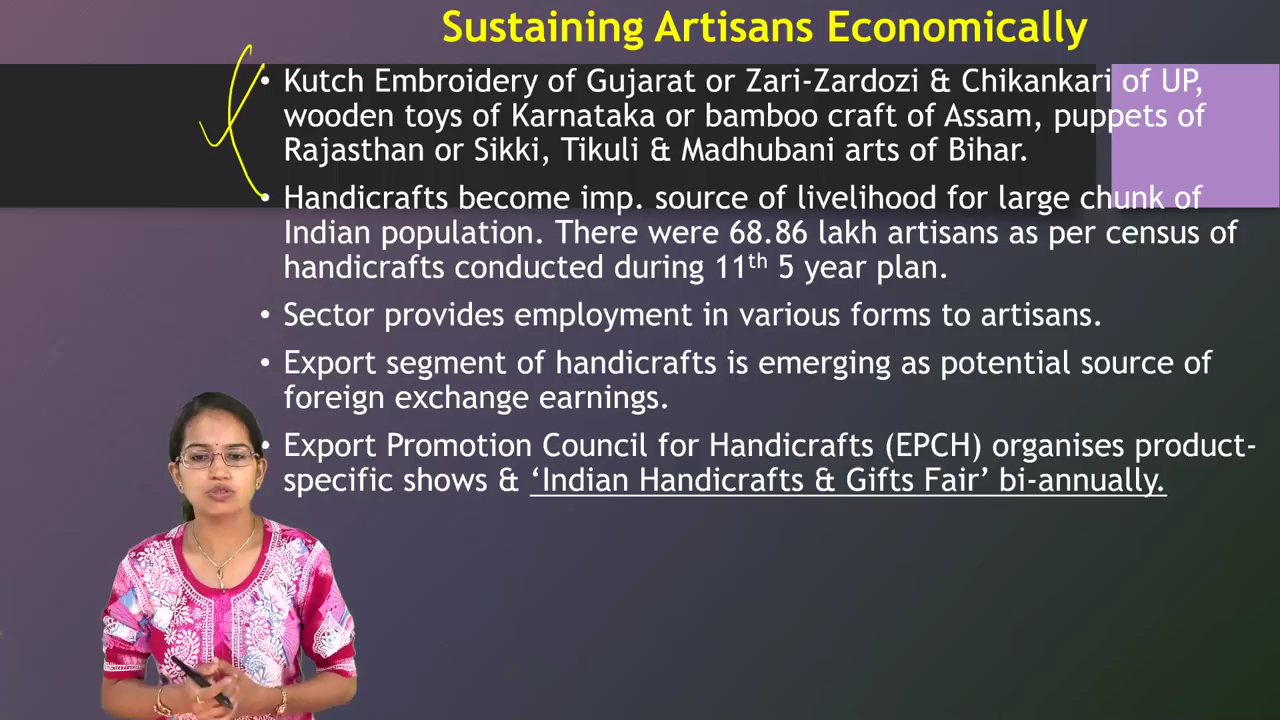 Sustaining Artisans Economically
• Kutch Embroidery of Gujarat or Zari-Zardozi & Chikankari of UP,
wooden toys of Karnataka or bamboo craft of Assam, puppets of
Rajasthan or Sikki, Tikuli & Madhubani arts of Bihar.
• Handicrafts become imp. source of livelihood for large chunk of
Indian population. There were 68.86 lakh artisans as per census of
handicrafts conducted during 11th 5 year plan.
• Sector provides employment in various forms to artisans.
• Export segment of handicrafts is emerging as potential source of
foreign exchange earnings.
• Export Promotion Council for Handicrafts (EPCH) organises product-
specific shows & ‘Indian Handicrafts & Gifts Fair’ bi-annually.